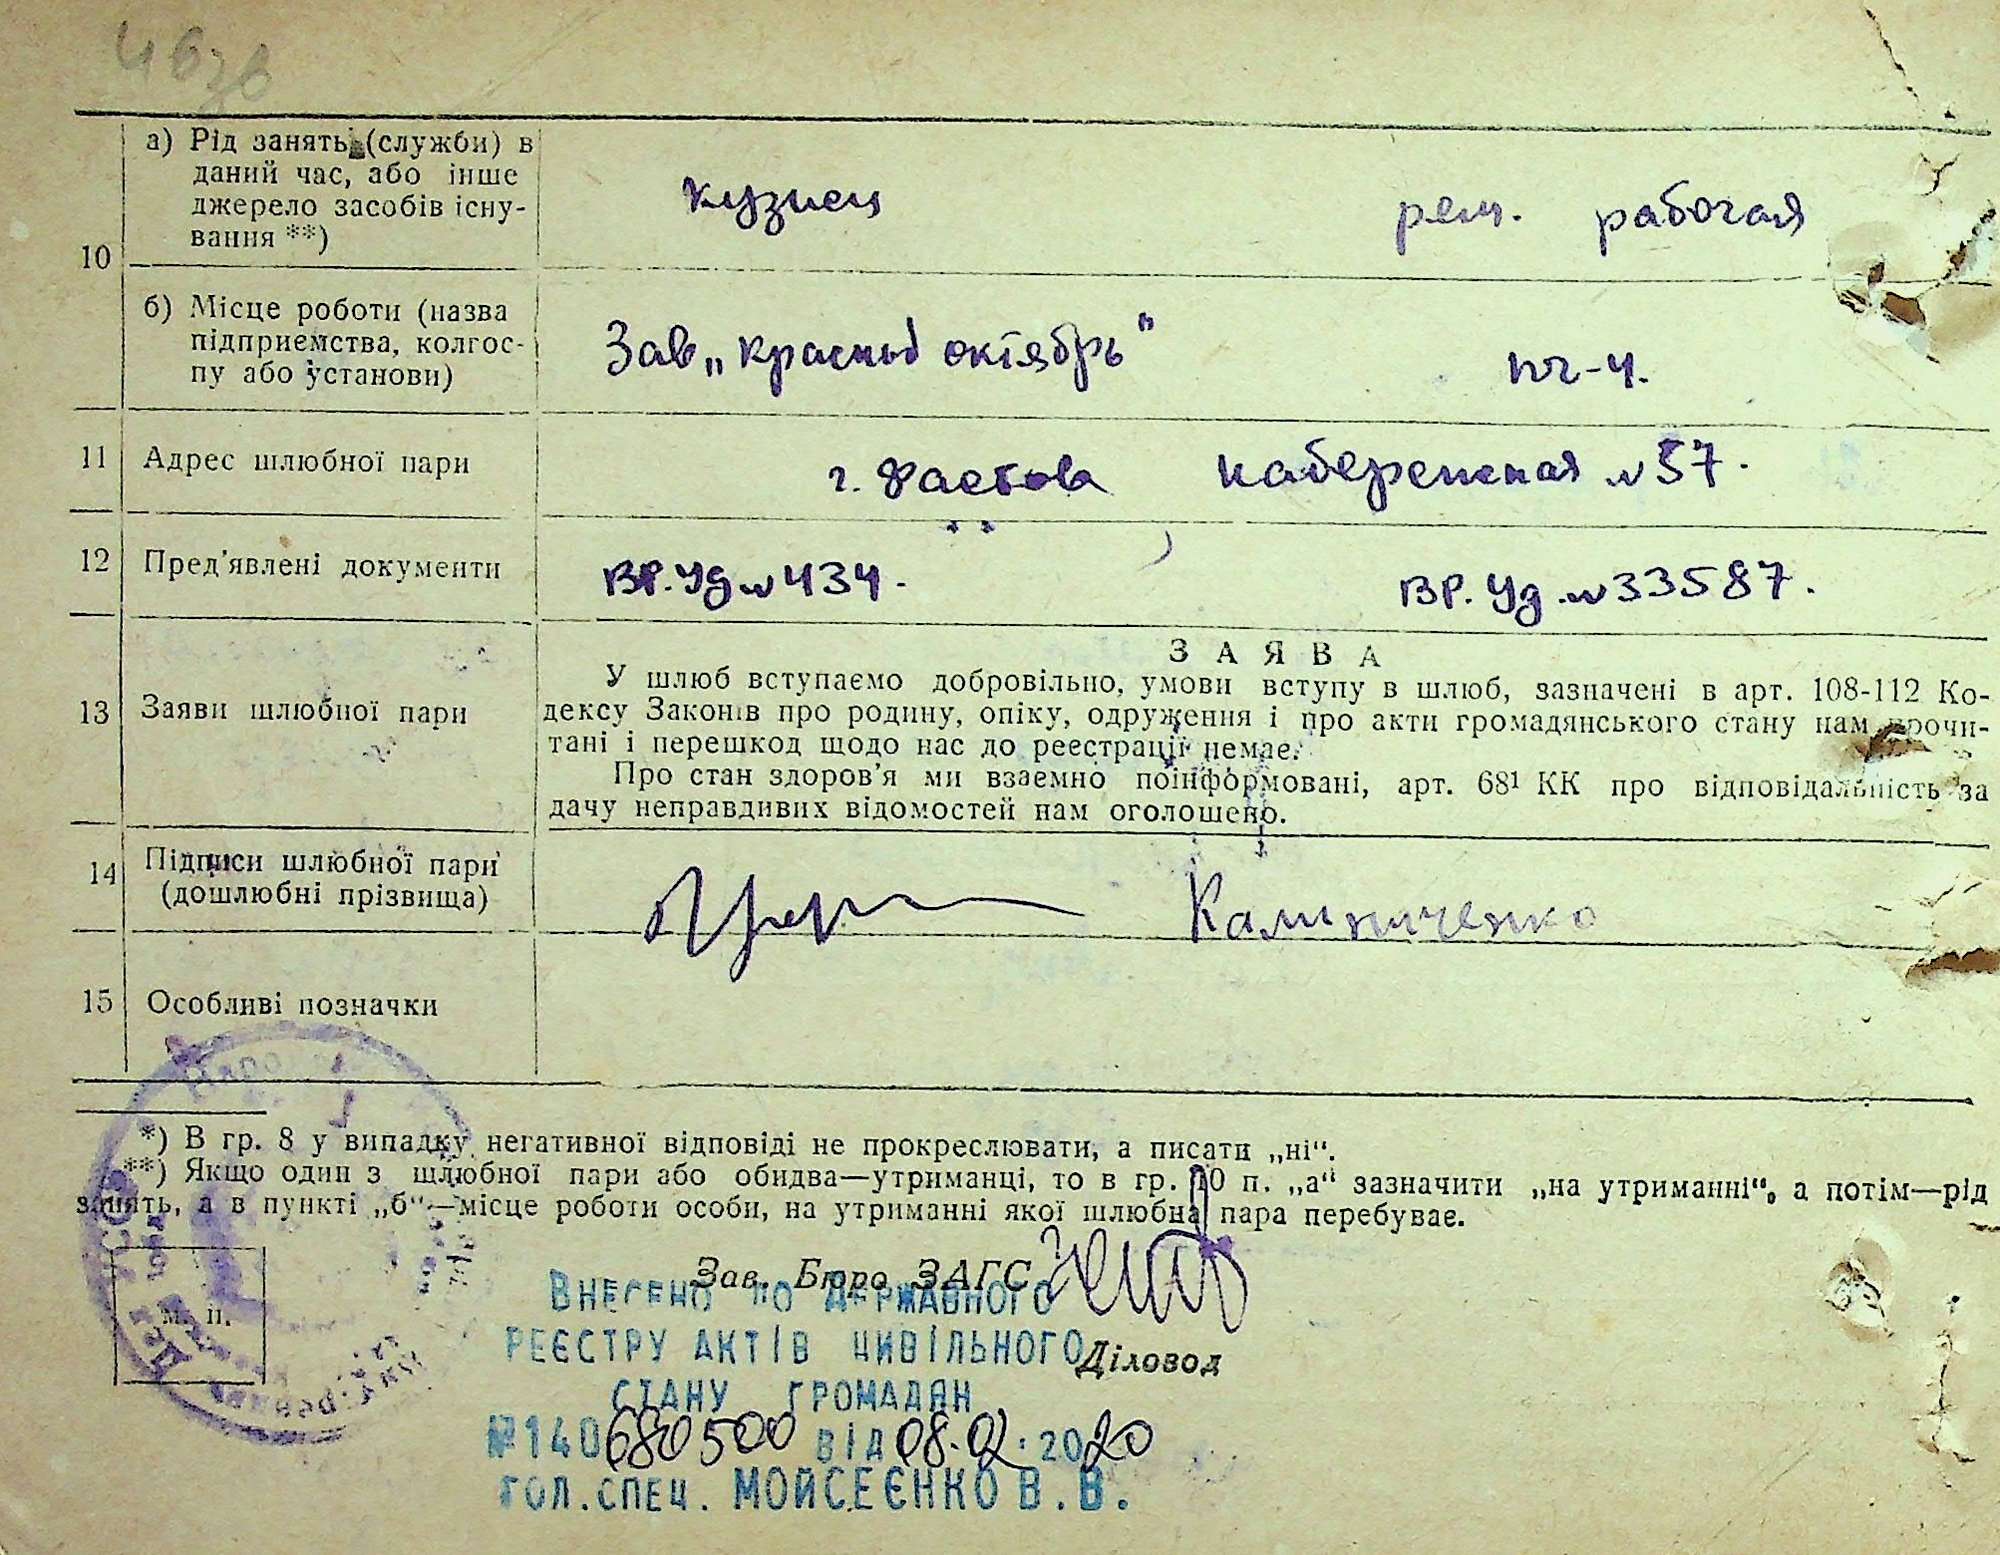 10
а) Рід занять (служби) в
даний час, або інше
джерело засобів існу-
вання **)
кузнец
рем. рабочая
б) Місце роботи (назва
підприємства, колгос-
пу або установи)
Зав „Красный октябрь"
ПЧ-4.
11 Адрес шлюбної пари
г. Фастова набережная №57.
12 Пред'явлені документи
ВР. Уд №434.
ВР. Уд. №33587.
13 Заяви шлюбної пари
ЗАЯВА
У шлюб вступаємо добровільно, умови вступу в шлюб, зазначені в арт. 108-112 Ко-
дексу Законів про родину, опіку, одруження і про акти громадянського стану нам прочи-
тані і перешкод щодо нас до реєстрації немає.
Про стан здоров'я ми взаємно поінформовані, арт. 68¹ КК про відповідальність за
дачу неправдивих відомостей нам оголошено.
14 Підписи шлюбної пари
(дошлюбні прізвища)
Калиниченко
15 Особливі позначки
*) В гр. 8 у випадку негативної відповіді не прокреслювати, а писати „ні".
**) Якщо один з шлюбної пари або обидва—утриманці, то в гр. 10 п. „а" зазначити „на утриманні", а потім—рід
занять, а в пункті „б"—місце роботи особи, на утриманні якої шлюбна пара перебуває.
М. П.
Зав. Бюро ЗАГС
ВНЕСЕНО ДО ДЕРЖАВНОГО
РЕЄСТРУ АКТІВ ЦИВІЛЬНОГО
Діловод
СТАНУ ГРОМАДЯН
№140680500 ВІД 08.02.2020
ГОЛ.СПЕЦ. МОЙСЕЄНКО В.В.